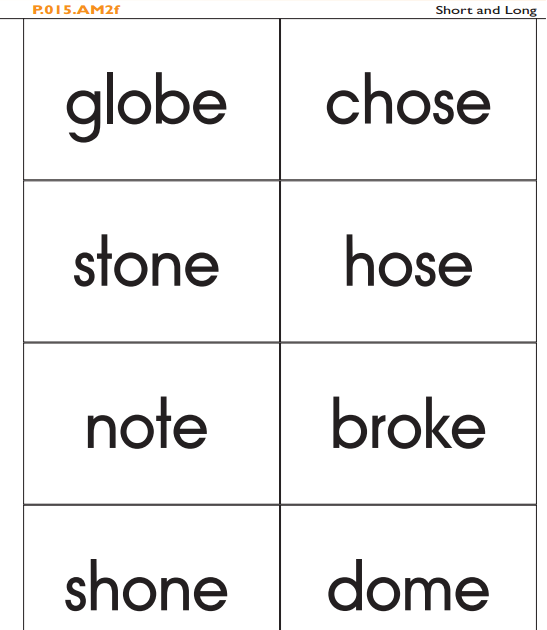 P.015.AM2f Short and Long
globe chose
stone hose
note broke
shone dome